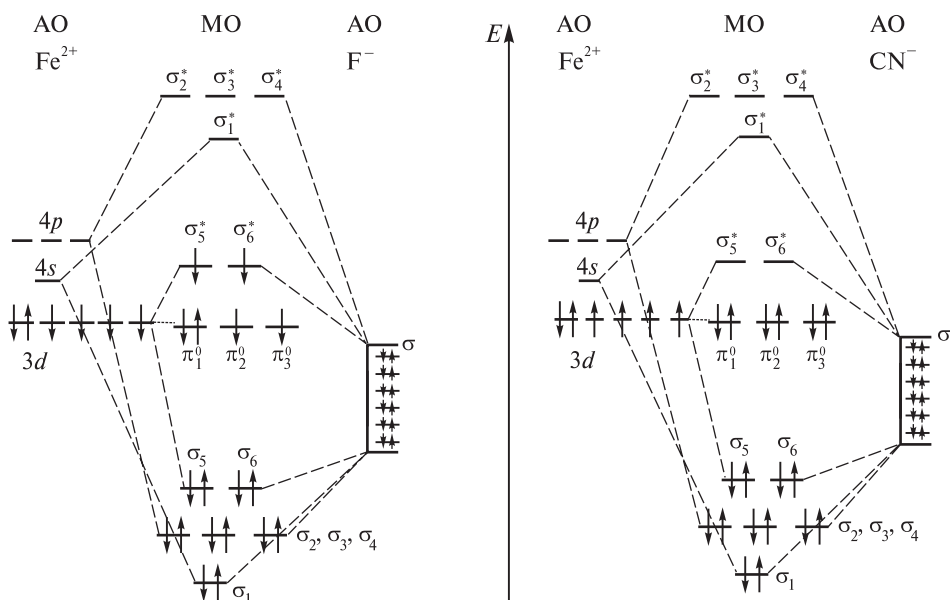 AO MO AO
Fe²⁺ F⁻
σ₂* σ₃* σ₄*
σ₁*
4p
σ₅* σ₆*
4s
σ
3d π₁⁰ π₂⁰ π₃⁰
σ₅ σ₆
σ₂, σ₃, σ₄
σ₁
E
AO MO AO
Fe²⁺ CN⁻
σ₂* σ₃* σ₄*
σ₁*
4p
σ₅* σ₆*
4s
σ
3d π₁⁰ π₂⁰ π₃⁰
σ₅ σ₆
σ₂, σ₃, σ₄
σ₁